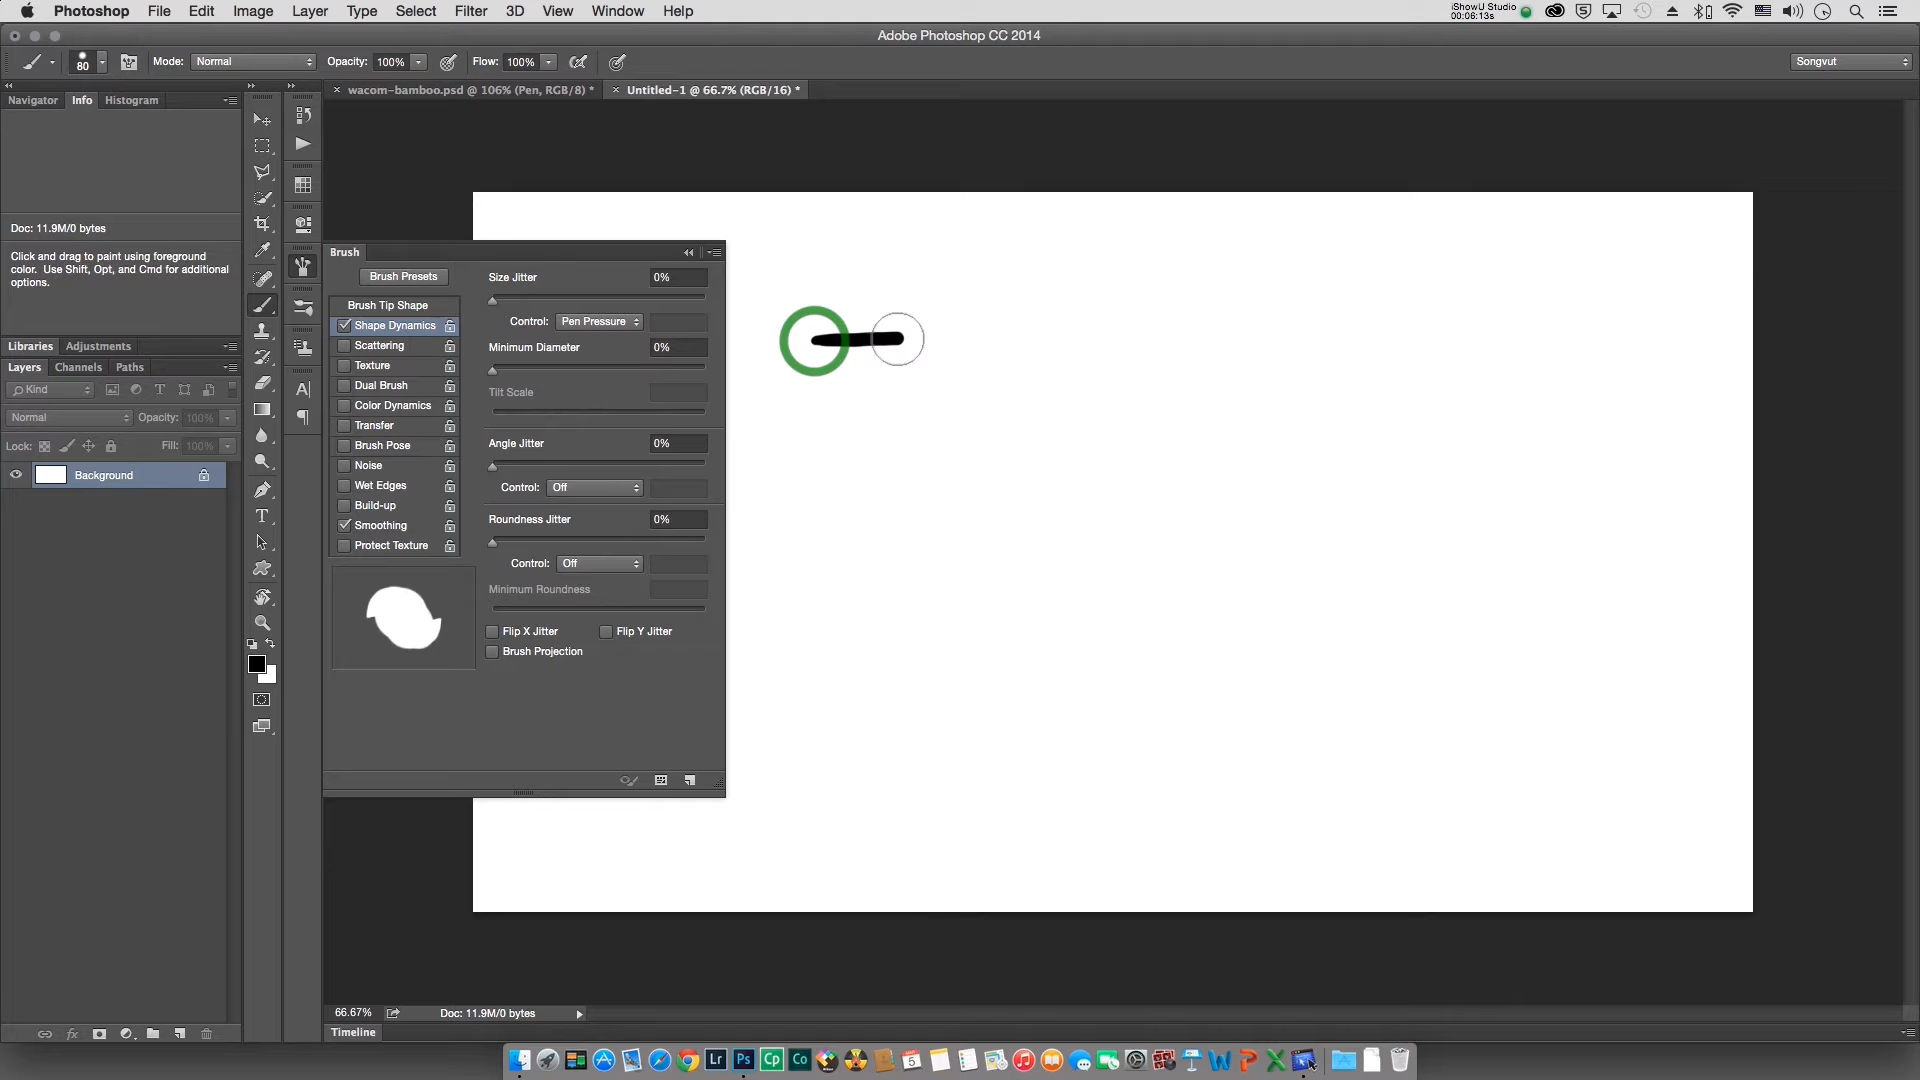 Photoshop File Edit Image Layer Type Select Filter 3D View Window Help
iShowU Studio
00:06:13s
Adobe Photoshop CC 2014
80 Mode: Normal Opacity: 100% Flow: 100% Songvut
Navigator Info Histogram
× wacom-bamboo.psd @ 106% (Pen, RGB/8) * × Untitled-1 @ 66.7% (RGB/16) *
Doc: 11.9M/0 bytes
Click and drag to paint using foreground
color. Use Shift, Opt, and Cmd for additional
options.
Libraries Adjustments
Layers Channels Paths
Kind
Normal Opacity: 100%
Lock: Fill: 100%
Background
Brush
Brush Presets
Brush Tip Shape
Shape Dynamics
Scattering
Texture
Dual Brush
Color Dynamics
Transfer
Brush Pose
Noise
Wet Edges
Build-up
Smoothing
Protect Texture
Size Jitter 0%
Control: Pen Pressure
Minimum Diameter 0%
Tilt Scale
Angle Jitter 0%
Control: Off
Roundness Jitter 0%
Control: Off
Minimum Roundness
Flip X Jitter Flip Y Jitter
Brush Projection
66.67% Doc: 11.9M/0 bytes
Timeline
Lr Ps Cp Co 5 W P X